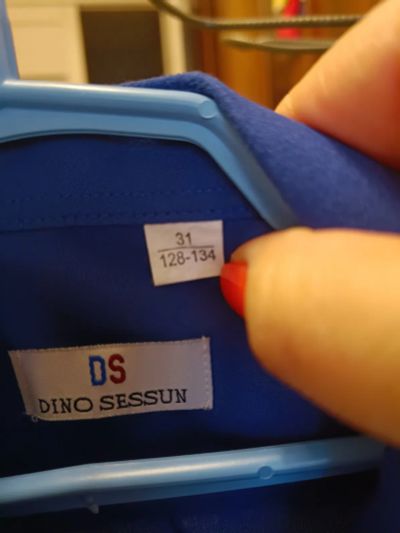 31
128-134
DS
DINO SESSUN